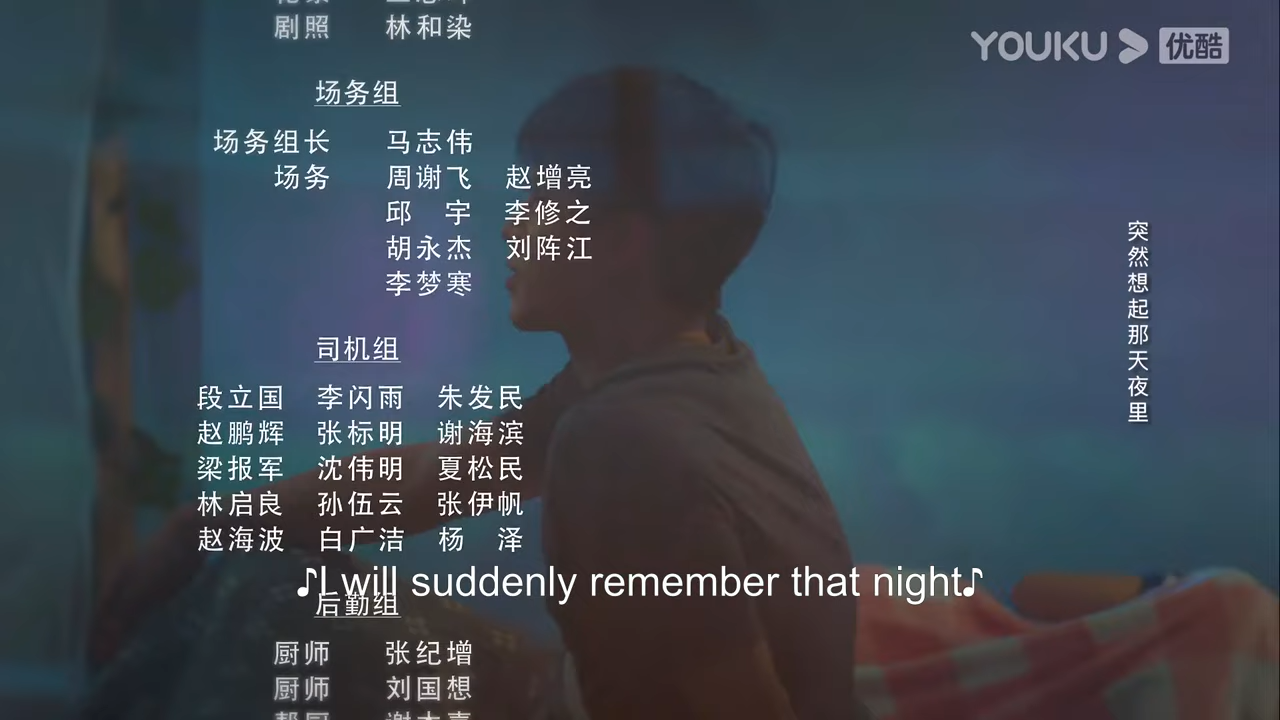 剧照 林和染
YOUKU 优酷
场务组
场务组长 马志伟
场务 周谢飞 赵增亮
邱 宇 李修之
胡永杰 刘阵江
李梦寒
突然想起那天夜里
司机组
段立国 李闪雨 朱发民
赵鹏辉 张标明 谢海滨
梁报军 沈伟明 夏松民
林启良 孙伍云 张伊帆
赵海波 白广洁 杨 泽
♪I will suddenly remember that night♪
后勤组
厨师 张纪增
厨师 刘国想